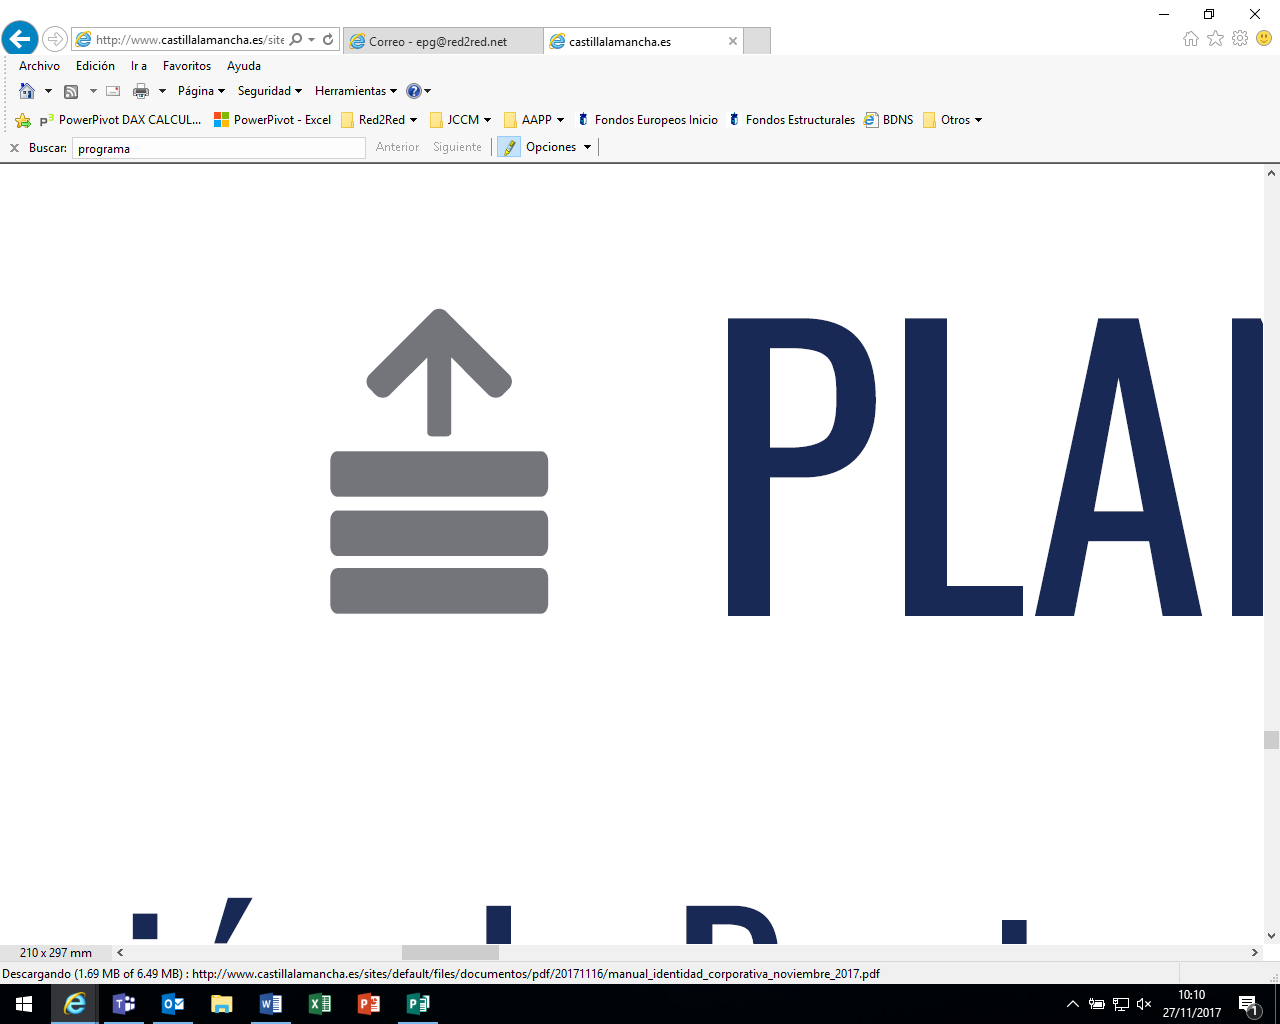 http://www.castillalamancha.es/site
Correo - epg@red2red.net
castillalamancha.es
Archivo Edición Ir a Favoritos Ayuda
Página Seguridad Herramientas
PowerPivot DAX CALCUL... PowerPivot - Excel Red2Red JCCM AAPP Fondos Europeos Inicio Fondos Estructurales BDNS Otros
Buscar: programa Anterior Siguiente Opciones
PLA
210 x 297 mm
Descargando (1.69 MB of 6.49 MB) : http://www.castillalamancha.es/sites/default/files/documentos/pdf/20171116/manual_identidad_corporativa_noviembre_2017.pdf
10:10
27/11/2017
1